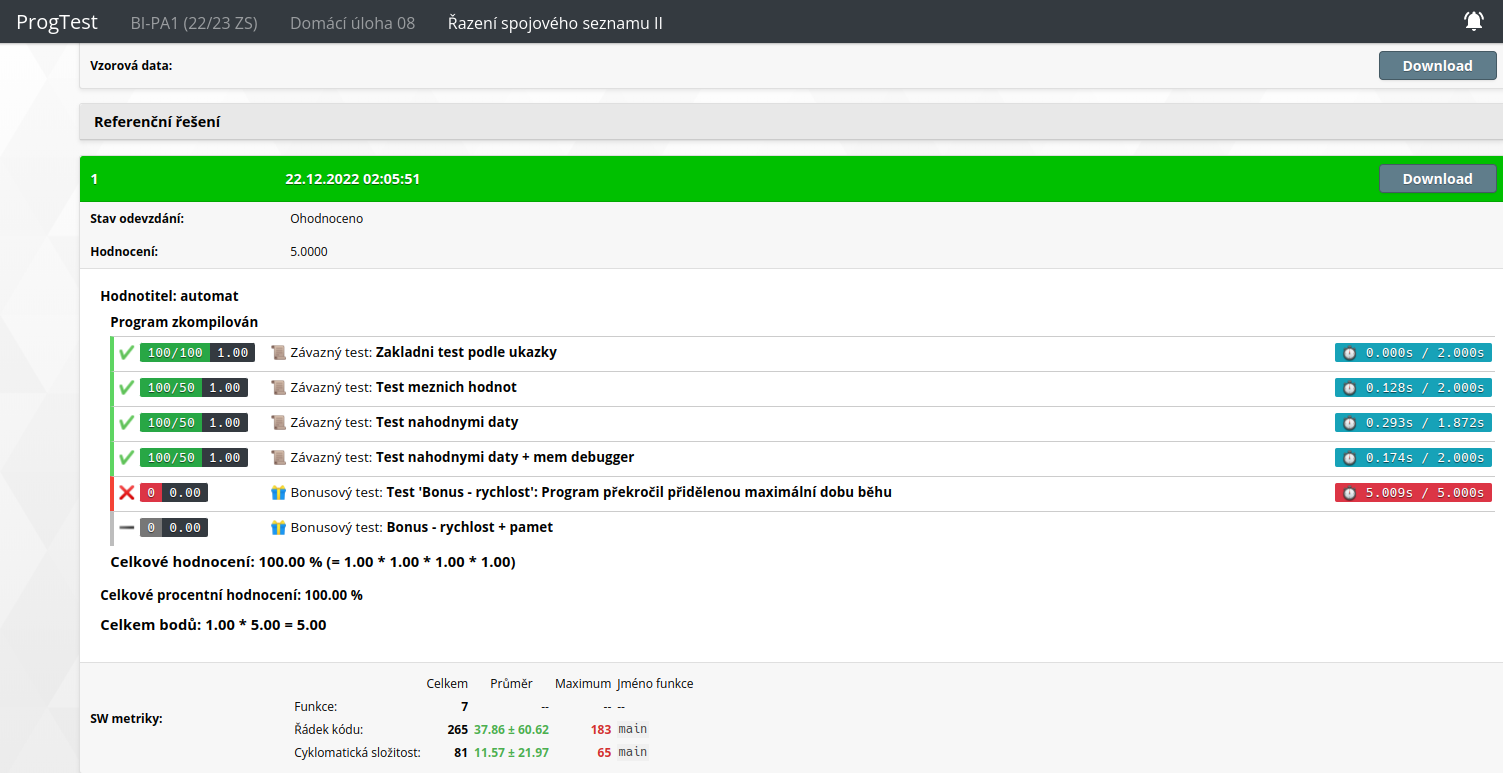 ProgTest BI-PA1 (22/23 ZS) Domácí úloha 08 Řazení spojového seznamu II
Vzorová data: Download
Referenční řešení
1 22.12.2022 02:05:51 Download
Stav odevzdání: Ohodnoceno
Hodnocení: 5.0000
Hodnotitel: automat
Program zkompilován
100/100 1.00 Závazný test: Zakladni test podle ukazky 0.000s / 2.000s
100/50 1.00 Závazný test: Test meznich hodnot 0.128s / 2.000s
100/50 1.00 Závazný test: Test nahodnymi daty 0.293s / 1.872s
100/50 1.00 Závazný test: Test nahodnymi daty + mem debugger 0.174s / 2.000s
0 0.00 Bonusový test: Test 'Bonus - rychlost': Program překročil přidělenou maximální dobu běhu 5.009s / 5.000s
0 0.00 Bonusový test: Bonus - rychlost + pamet
Celkové hodnocení: 100.00 % (= 1.00 * 1.00 * 1.00 * 1.00)
Celkové procentní hodnocení: 100.00 %
Celkem bodů: 1.00 * 5.00 = 5.00
SW metriky:
Celkem Průměr Maximum Jméno funkce
Funkce: 7 -- -- --
Řádek kódu: 265 37.86 ± 60.62 183 main
Cyklomatická složitost: 81 11.57 ± 21.97 65 main